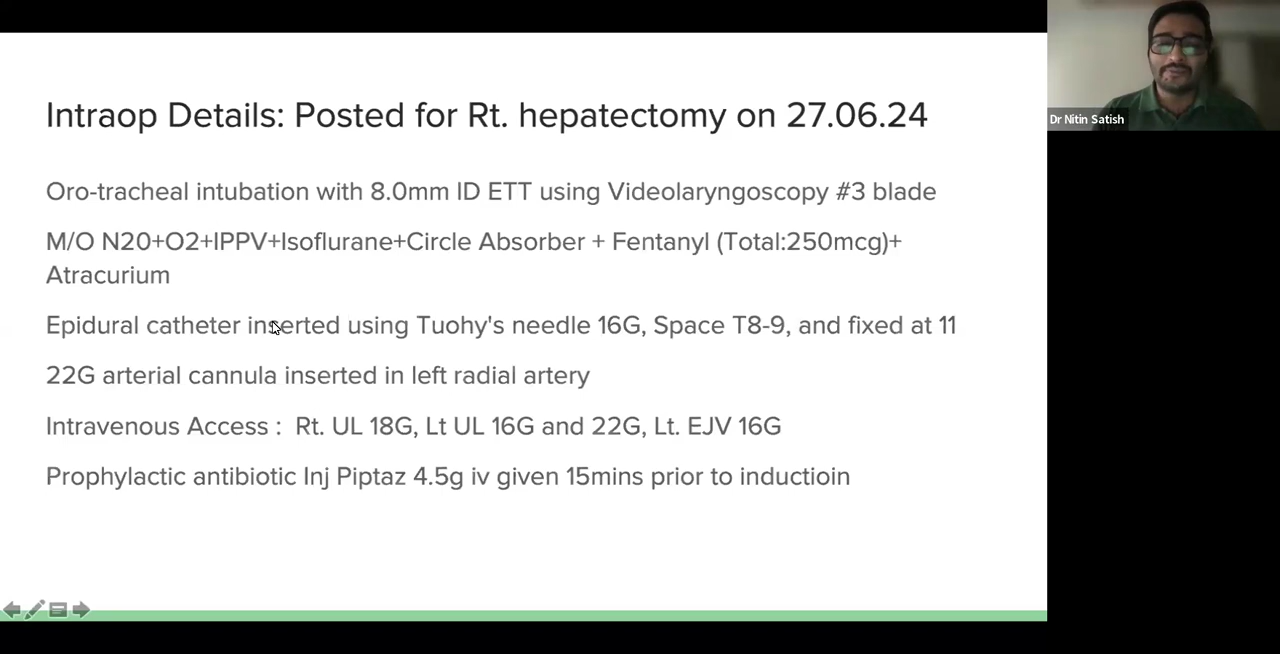 Intraop Details: Posted for Rt. hepatectomy on 27.06.24
Dr Nitin Satish
Oro-tracheal intubation with 8.0mm ID ETT using Videolaryngoscopy #3 blade
M/O N20+O2+IPPV+Isoflurane+Circle Absorber + Fentanyl (Total:250mcg)+
Atracurium
Epidural catheter inserted using Tuohy's needle 16G, Space T8-9, and fixed at 11
22G arterial cannula inserted in left radial artery
Intravenous Access :  Rt. UL 18G, Lt UL 16G and 22G, Lt. EJV 16G
Prophylactic antibiotic Inj Piptaz 4.5g iv given 15mins prior to inductioin